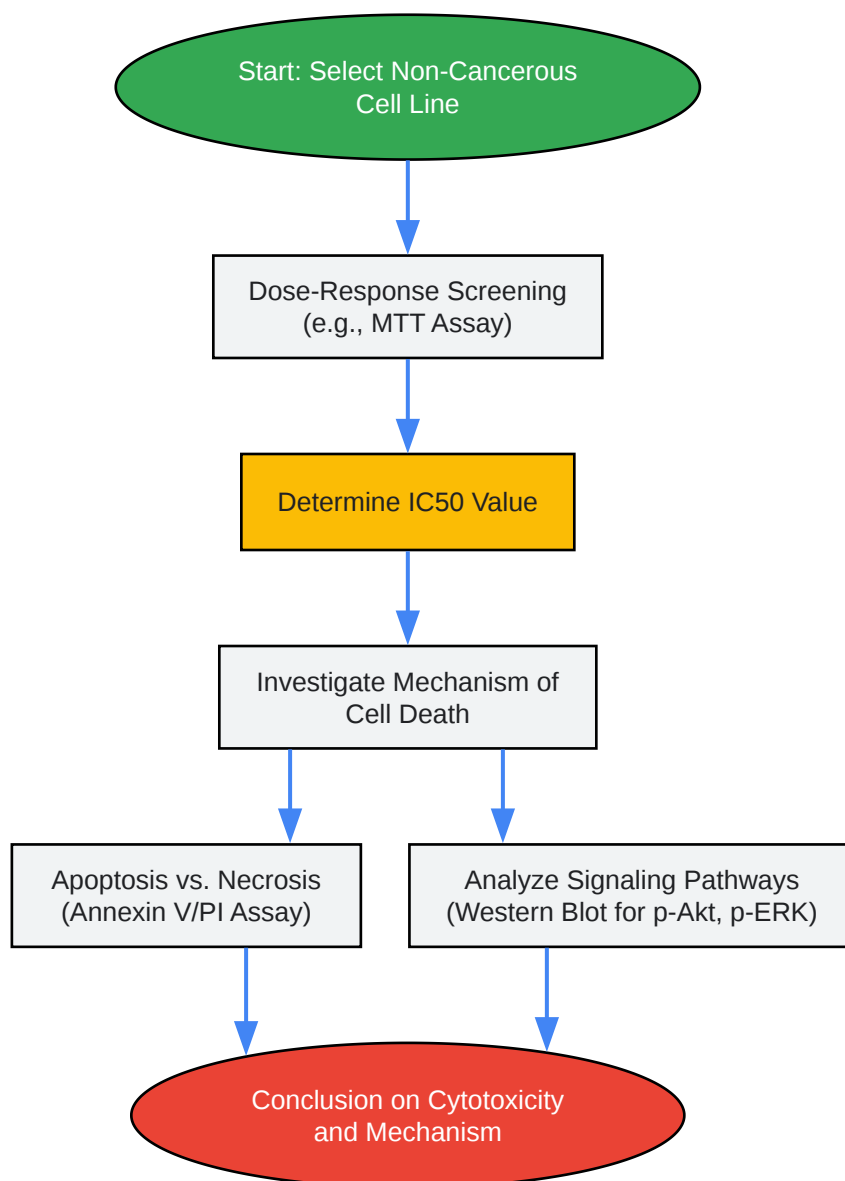 Start: Select Non-Cancerous
Cell Line
Dose-Response Screening
(e.g., MTT Assay)
Determine IC50 Value
Investigate Mechanism of
Cell Death
Apoptosis vs. Necrosis
(Annexin V/PI Assay)
Analyze Signaling Pathways
(Western Blot for p-Akt, p-ERK)
Conclusion on Cytotoxicity
and Mechanism